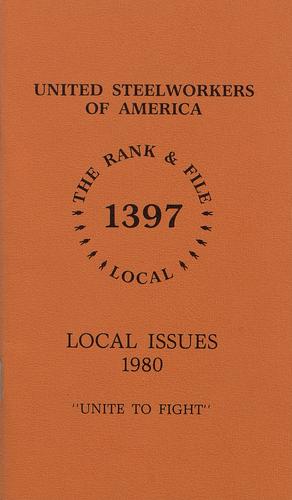 UNITED STEELWORKERS
OF AMERICA
THE RANK & FILE
1397
LOCAL
LOCAL ISSUES
1980
"UNITE TO FIGHT"